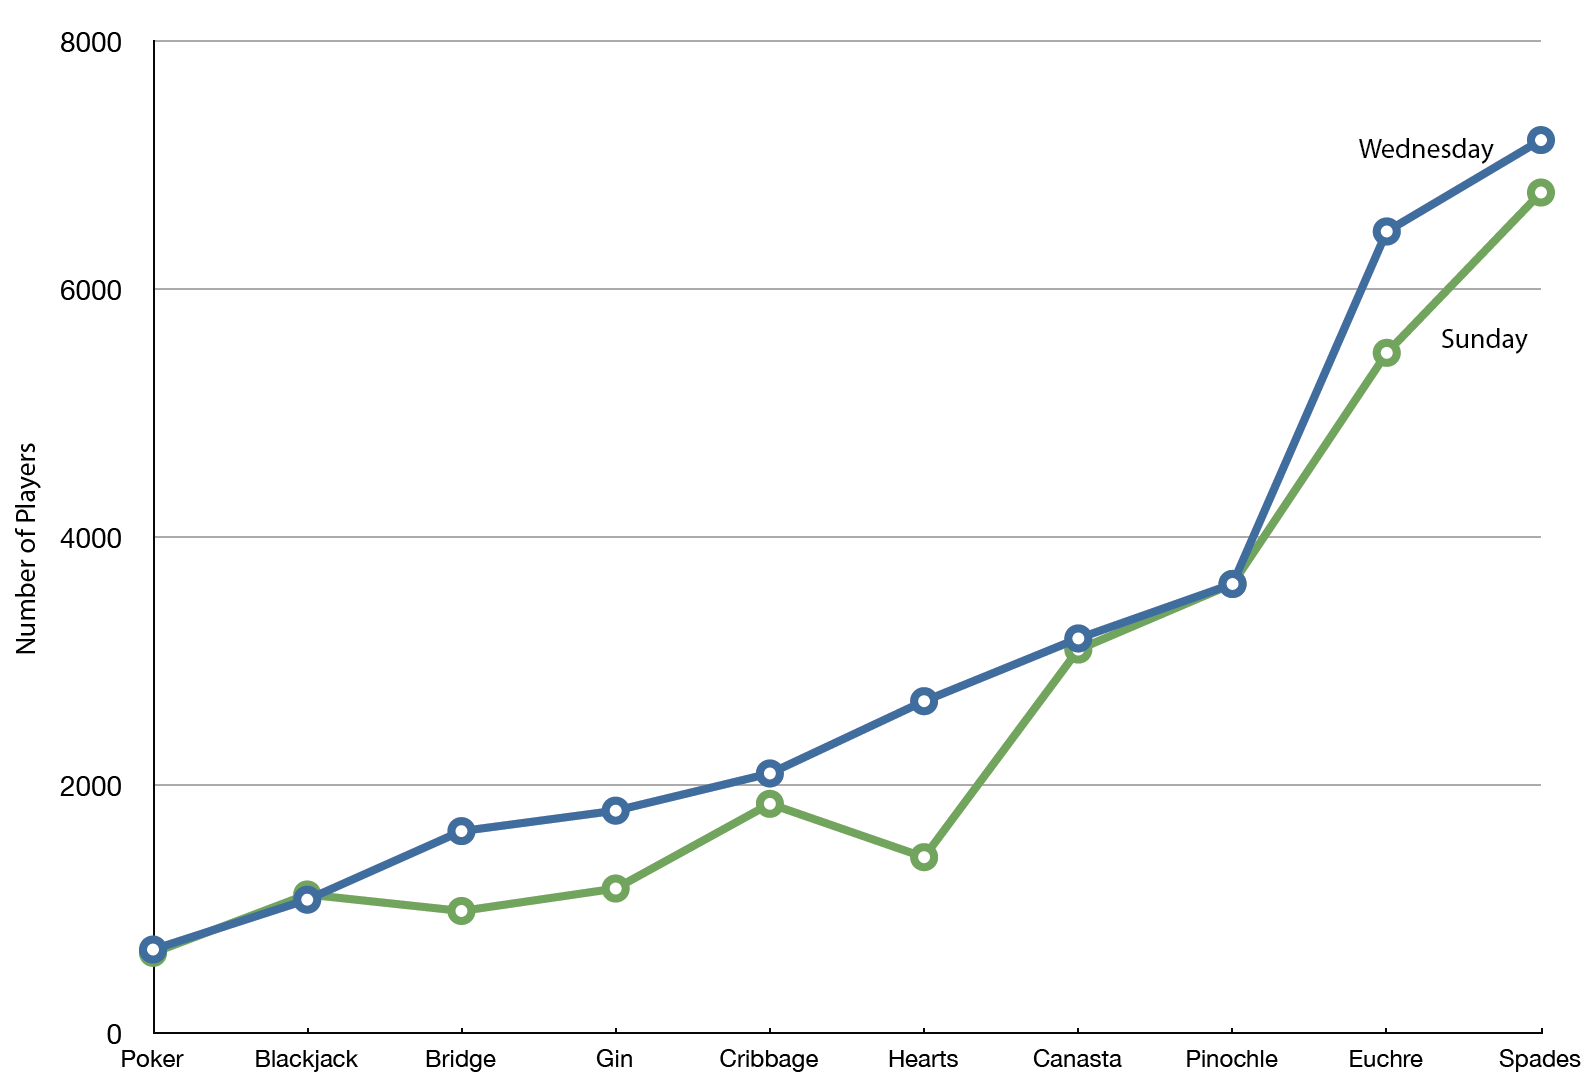 8000
Wednesday
6000
Sunday
Number of Players
4000
2000
0
Poker Blackjack Bridge Gin Cribbage Hearts Canasta Pinochle Euchre Spades